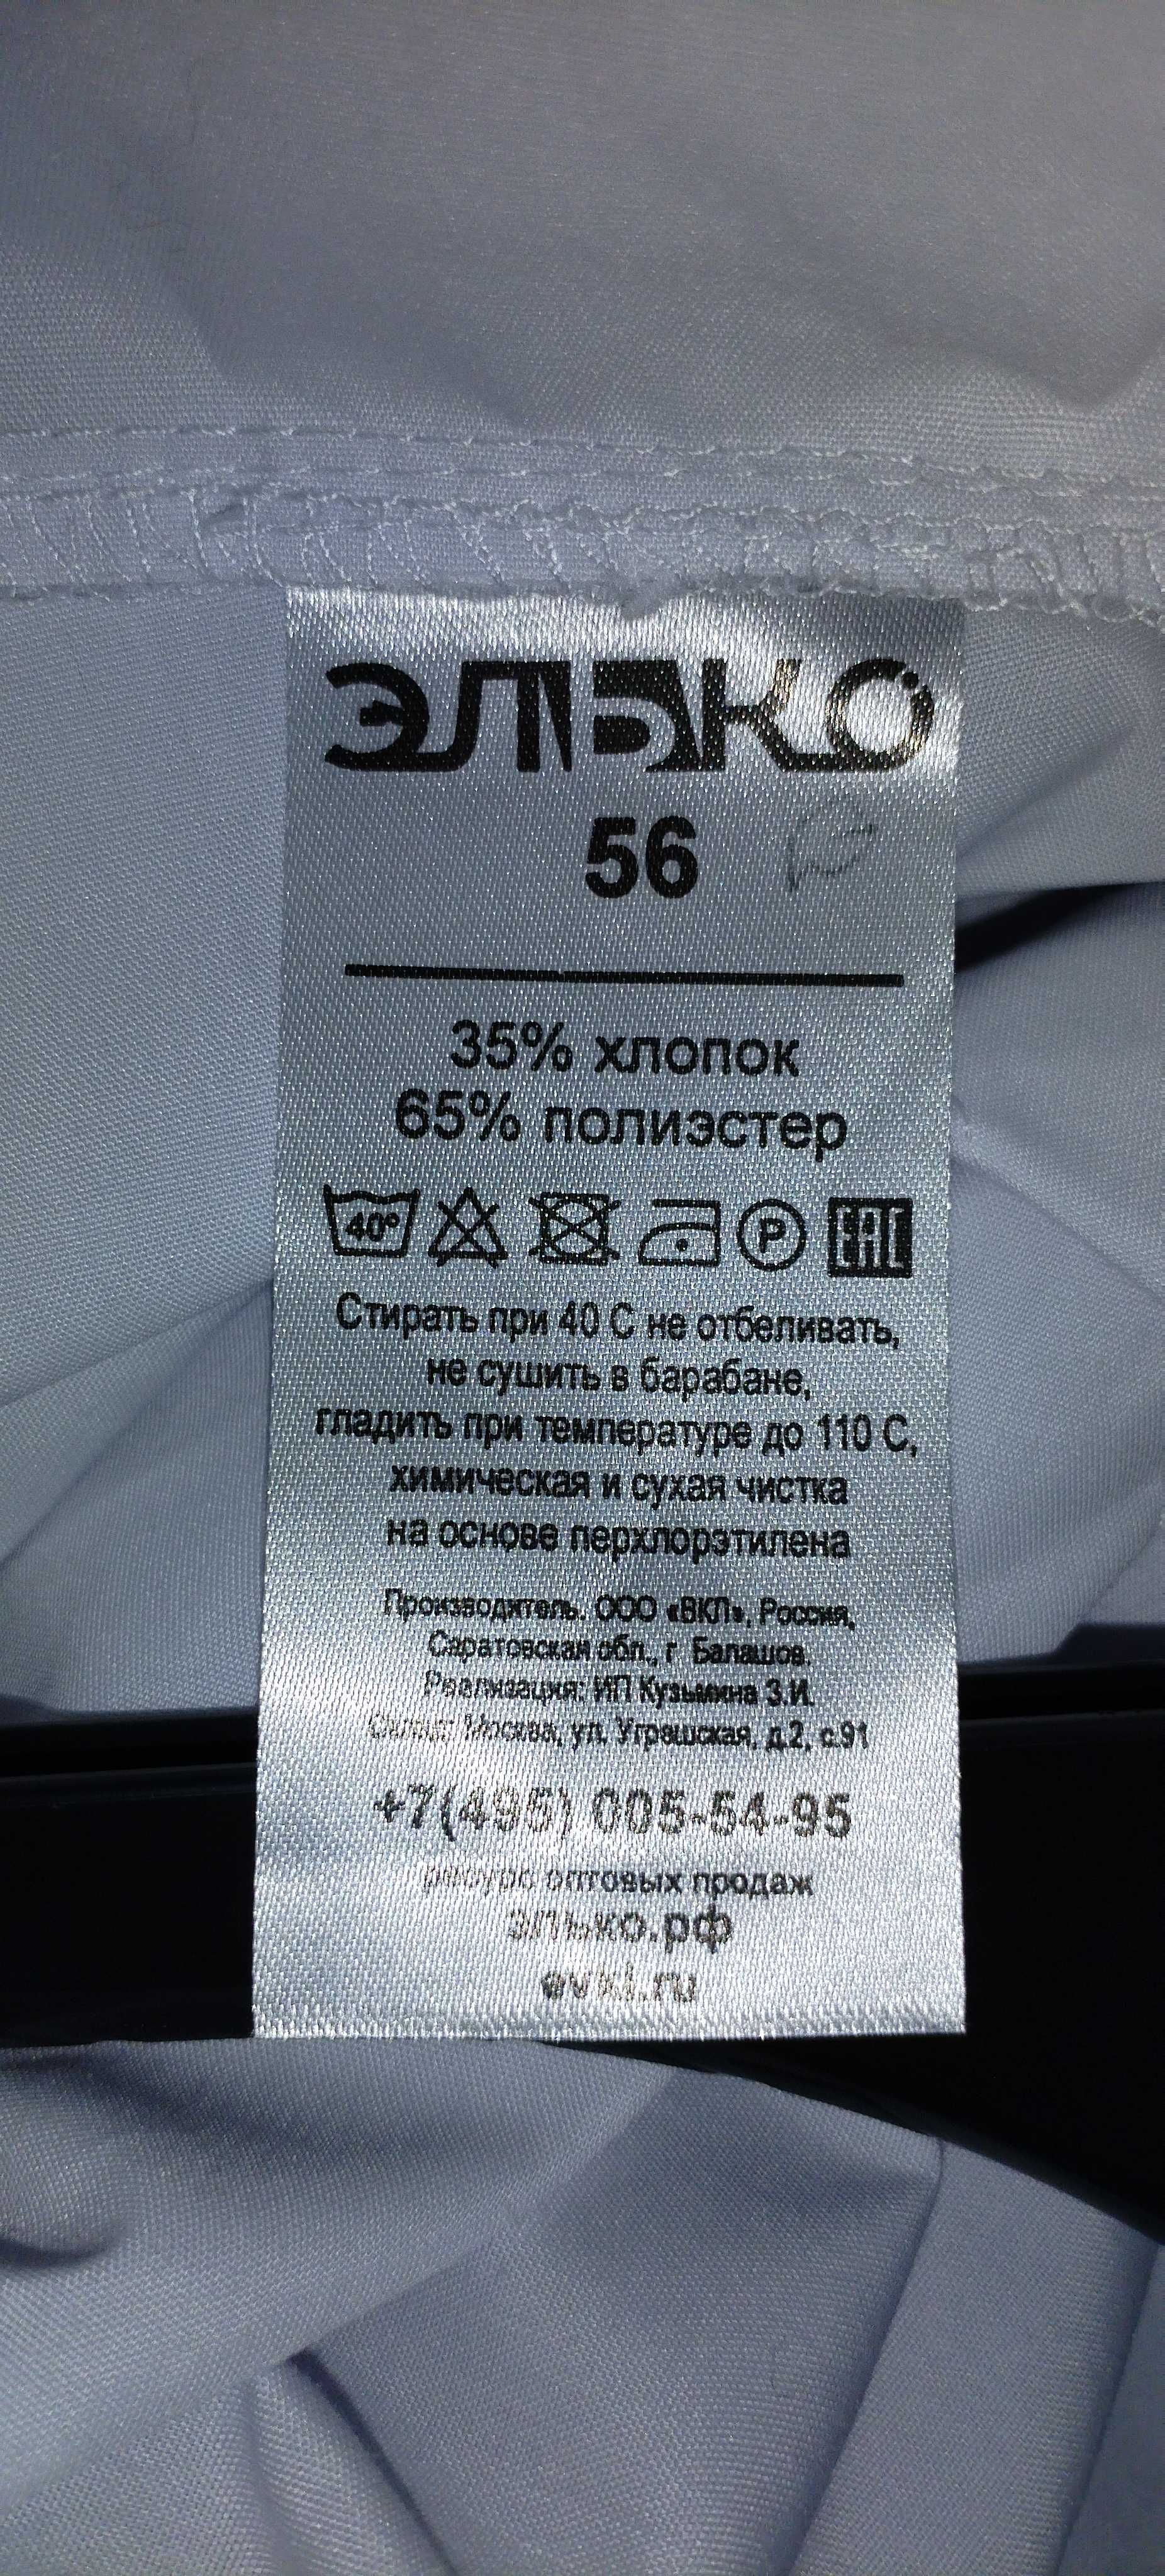 ЭЛЬКО
56
35% хлопок
65% полиэстер
40°
P
EAC
Стирать при 40 С не отбеливать,
не сушить в барабане,
гладить при температуре до 110 С,
химическая и сухая чистка
на основе перхлорэтилена
Производитель: ООО «ВКЛ», Россия,
Саратовская обл., г. Балашов.
Реализация: ИП Кузьмина З.И.
Склад: Москва, ул. Угрешская, д.2, с.91
+7(495) 005-54-95
ресурс оптовых продаж
элько.рф